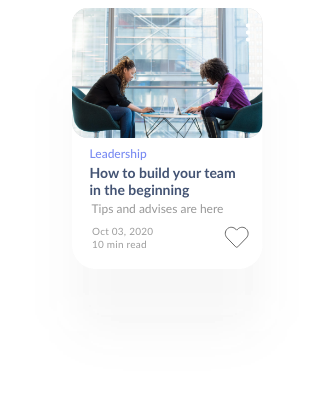 Leadership
How to build your team
in the beginning
Tips and advises are here
Oct 03, 2020
10 min read